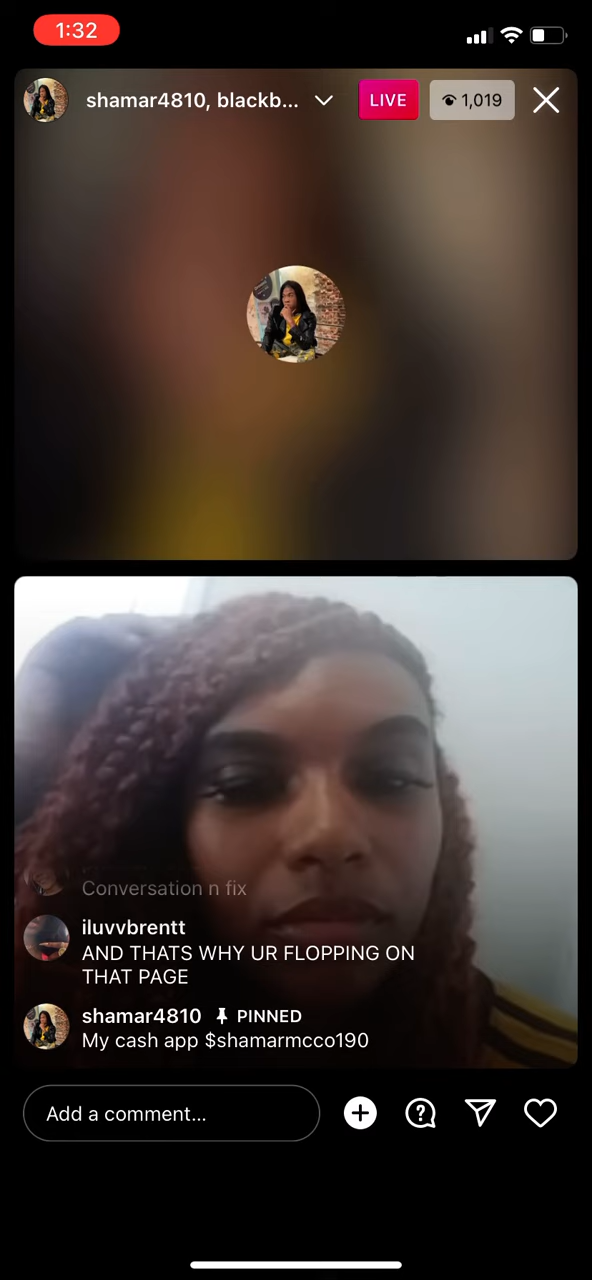 1:32
shamar4810, blackb...
LIVE
1,019
Conversation n fix
iluvvbrentt
AND THATS WHY UR FLOPPING ON
THAT PAGE
shamar4810 PINNED
My cash app $shamarmcco190
Add a comment...